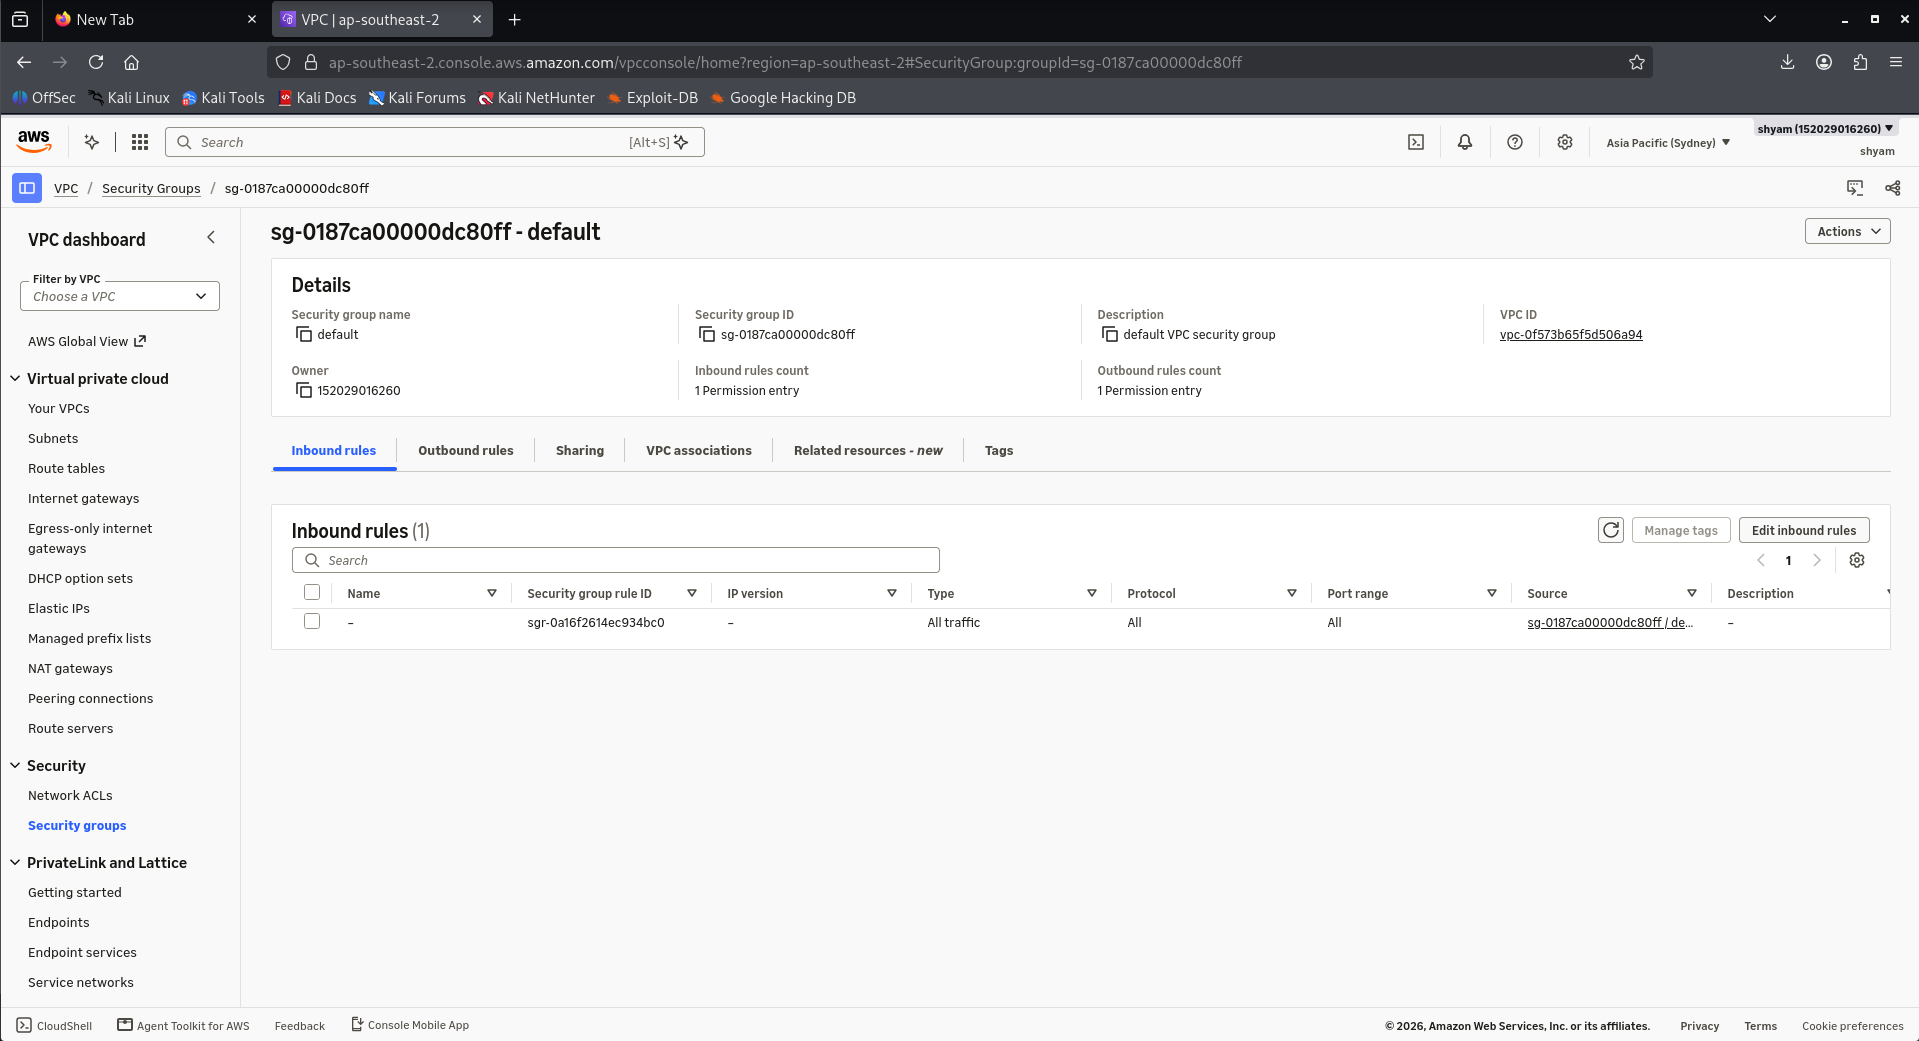 New Tab
VPC | ap-southeast-2
ap-southeast-2.console.aws.amazon.com/vpcconsole/home?region=ap-southeast-2#SecurityGroup:groupId=sg-0187ca00000dc80ff
OffSec Kali Linux Kali Tools Kali Docs Kali Forums Kali NetHunter Exploit-DB Google Hacking DB
aws
Search [Alt+S]
Asia Pacific (Sydney)
shyam (152029016260)
shyam
VPC / Security Groups / sg-0187ca00000dc80ff
VPC dashboard
Filter by VPC
Choose a VPC
AWS Global View
Virtual private cloud
Your VPCs
Subnets
Route tables
Internet gateways
Egress-only internet
gateways
DHCP option sets
Elastic IPs
Managed prefix lists
NAT gateways
Peering connections
Route servers
Security
Network ACLs
Security groups
PrivateLink and Lattice
Getting started
Endpoints
Endpoint services
Service networks
sg-0187ca00000dc80ff - default
Actions
Details
Security group name
default
Security group ID
sg-0187ca00000dc80ff
Description
default VPC security group
VPC ID
vpc-0f573b65f5d506a94
Owner
152029016260
Inbound rules count
1 Permission entry
Outbound rules count
1 Permission entry
Inbound rules Outbound rules Sharing VPC associations Related resources - new Tags
Inbound rules (1)
Manage tags
Edit inbound rules
Search
1
Name Security group rule ID IP version Type Protocol Port range Source Description
– sgr-0a16f2614ec934bc0 – All traffic All All sg-0187ca00000dc80ff / de... –
CloudShell Agent Toolkit for AWS Feedback Console Mobile App
© 2026, Amazon Web Services, Inc. or its affiliates. Privacy Terms Cookie preferences